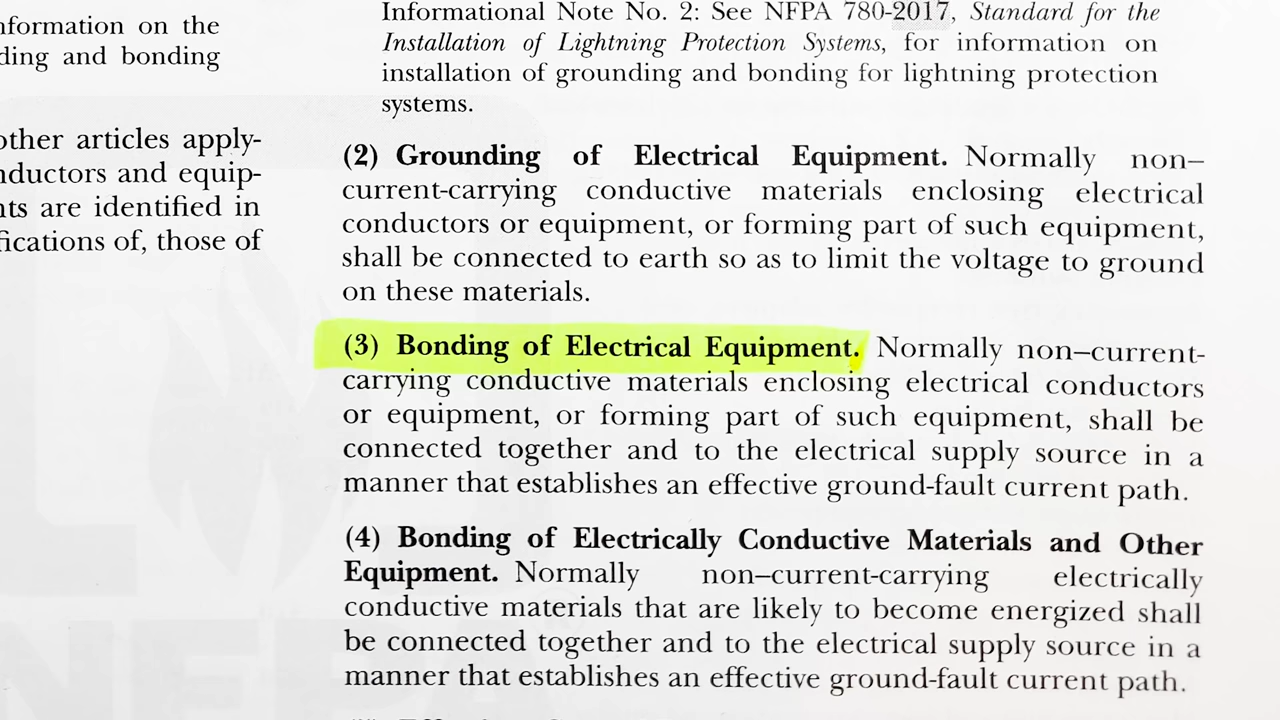 nformation on the
ding and bonding
other articles apply-
nductors and equip-
nts are identified in
fications of, those of
Informational Note No. 2: See NFPA 780-2017, Standard for the
Installation of Lightning Protection Systems, for information on
installation of grounding and bonding for lightning protection
systems.
(2) Grounding of Electrical Equipment. Normally non–
current-carrying conductive materials enclosing electrical
conductors or equipment, or forming part of such equipment,
shall be connected to earth so as to limit the voltage to ground
on these materials.
(3) Bonding of Electrical Equipment. Normally non–current-
carrying conductive materials enclosing electrical conductors
or equipment, or forming part of such equipment, shall be
connected together and to the electrical supply source in a
manner that establishes an effective ground-fault current path.
(4) Bonding of Electrically Conductive Materials and Other
Equipment. Normally non–current-carrying electrically
conductive materials that are likely to become energized shall
be connected together and to the electrical supply source in a
manner that establishes an effective ground-fault current path.
NFPA